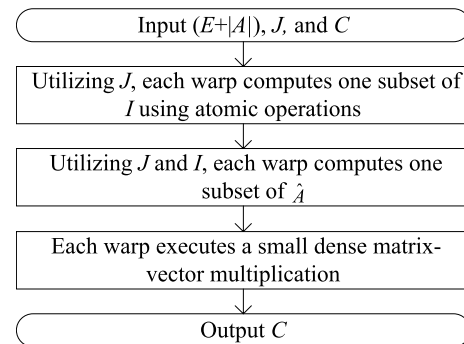 Input (E+|A|), J, and C
Utilizing J, each warp computes one subset of
I using atomic operations
Utilizing J and I, each warp computes one
subset of Â
Each warp executes a small dense matrix-
vector multiplication
Output C